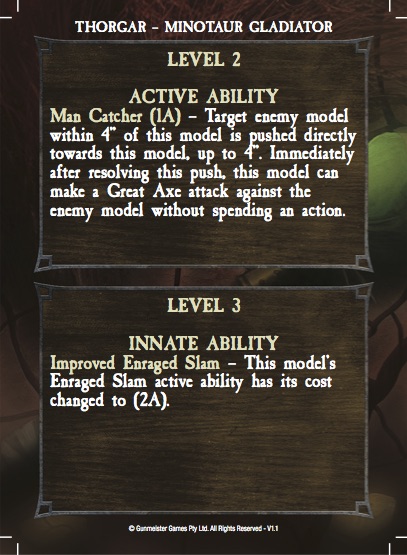 THORGAR – MINOTAUR GLADIATOR
LEVEL 2
ACTIVE ABILITY
Man Catcher (1A) – Target enemy model
within 4" of this model is pushed directly
towards this model, up to 4". Immediately
after resolving this push, this model can
make a Great Axe attack against the
enemy model without spending an action.
LEVEL 3
INNATE ABILITY
Improved Enraged Slam – This model's
Enraged Slam active ability has its cost
changed to (2A).
© Gunmeister Games Pty Ltd. All Rights Reserved - V1.1